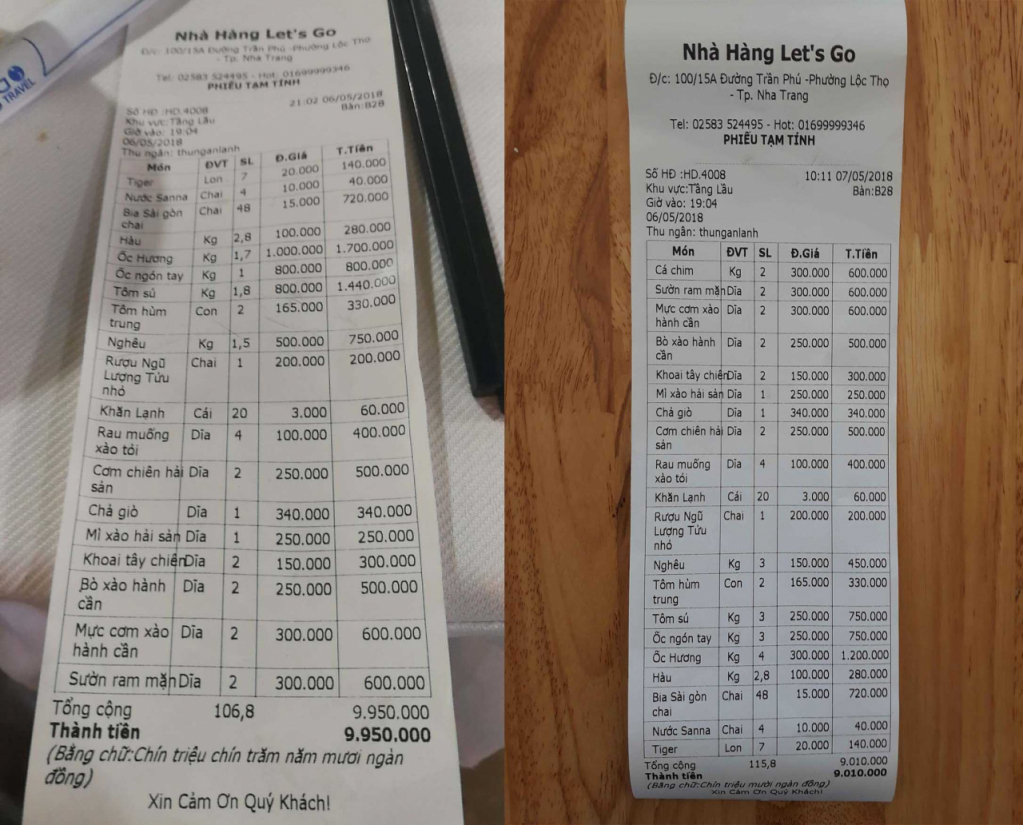 TRAVEL
Nhà Hàng Let's Go
Đ/c: 100/15A Đường Trần Phú -Phường Lộc Thọ
- Tp. Nha Trang
Tel: 02583 524495 - Hot: 01699999346
PHIẾU TẠM TÍNH
21:02 06/05/2018
Số HĐ :HD.4008 Bàn:B28
Khu vực:Tầng Lầu
Giờ vào: 19:04
06/05/2018
Thu ngân: thunganlanh
Món ĐVT SL Đ.Giá T.Tiền
Tiger Lon 7 20.000 140.000
Nước Sanna Chai 4 10.000 40.000
Bia Sài gòn Chai 48 15.000 720.000
chai
Hàu Kg 2,8 100.000 280.000
Ốc Hương Kg 1,7 1.000.000 1.700.000
Ốc ngón tay Kg 1 800.000 800.000
Tôm sú Kg 1,8 800.000 1.440.000
Tôm hùm Con 2 165.000 330.000
trung
Nghêu Kg 1,5 500.000 750.000
Rượu Ngũ Chai 1 200.000 200.000
Lượng Tửu
nhỏ
Khăn Lạnh Cái 20 3.000 60.000
Rau muống Dĩa 4 100.000 400.000
xào tỏi
Cơm chiên hải Dĩa 2 250.000 500.000
sản
Chả giò Dĩa 1 340.000 340.000
Mì xào hải sản Dĩa 1 250.000 250.000
Khoai tây chiên Dĩa 2 150.000 300.000
Bò xào hành Dĩa 2 250.000 500.000
cần
Mực cơm xào Dĩa 2 300.000 600.000
hành cần
Sườn ram mặn Dĩa 2 300.000 600.000
Tổng cộng 106,8 9.950.000
Thành tiền 9.950.000
(Bằng chữ:Chín triệu chín trăm năm mươi ngàn
đồng)
Xin Cảm Ơn Quý Khách!
Nhà Hàng Let's Go
Đ/c: 100/15A Đường Trần Phú -Phường Lộc Thọ
- Tp. Nha Trang
Tel: 02583 524495 - Hot: 01699999346
PHIẾU TẠM TÍNH
Số HĐ :HD.4008 10:11 07/05/2018
Khu vực:Tầng Lầu Bàn:B28
Giờ vào: 19:04
06/05/2018
Thu ngân: thunganlanh
Món ĐVT SL Đ.Giá T.Tiền
Cá chim Kg 2 300.000 600.000
Sườn ram mặn Dĩa 2 300.000 600.000
Mực cơm xào Dĩa 2 300.000 600.000
hành cần
Bò xào hành Dĩa 2 250.000 500.000
cần
Khoai tây chiên Dĩa 2 150.000 300.000
Mì xào hải sản Dĩa 1 250.000 250.000
Chả giò Dĩa 1 340.000 340.000
Cơm chiên hải Dĩa 2 250.000 500.000
sản
Rau muống Dĩa 4 100.000 400.000
xào tỏi
Khăn Lạnh Cái 20 3.000 60.000
Rượu Ngũ Chai 1 200.000 200.000
Lượng Tửu
nhỏ
Nghêu Kg 3 150.000 450.000
Tôm hùm Con 2 165.000 330.000
trung
Tôm sú Kg 3 250.000 750.000
Ốc ngón tay Kg 3 250.000 750.000
Ốc Hương Kg 4 300.000 1.200.000
Hàu Kg 2,8 100.000 280.000
Bia Sài gòn Chai 48 15.000 720.000
chai
Nước Sanna Chai 4 10.000 40.000
Tiger Lon 7 20.000 140.000
Tổng cộng 115,8 9.010.000
Thành tiền 9.010.000
(Bằng chữ:Chín triệu mười ngàn đồng)
Xin Cảm Ơn Quý Khách!